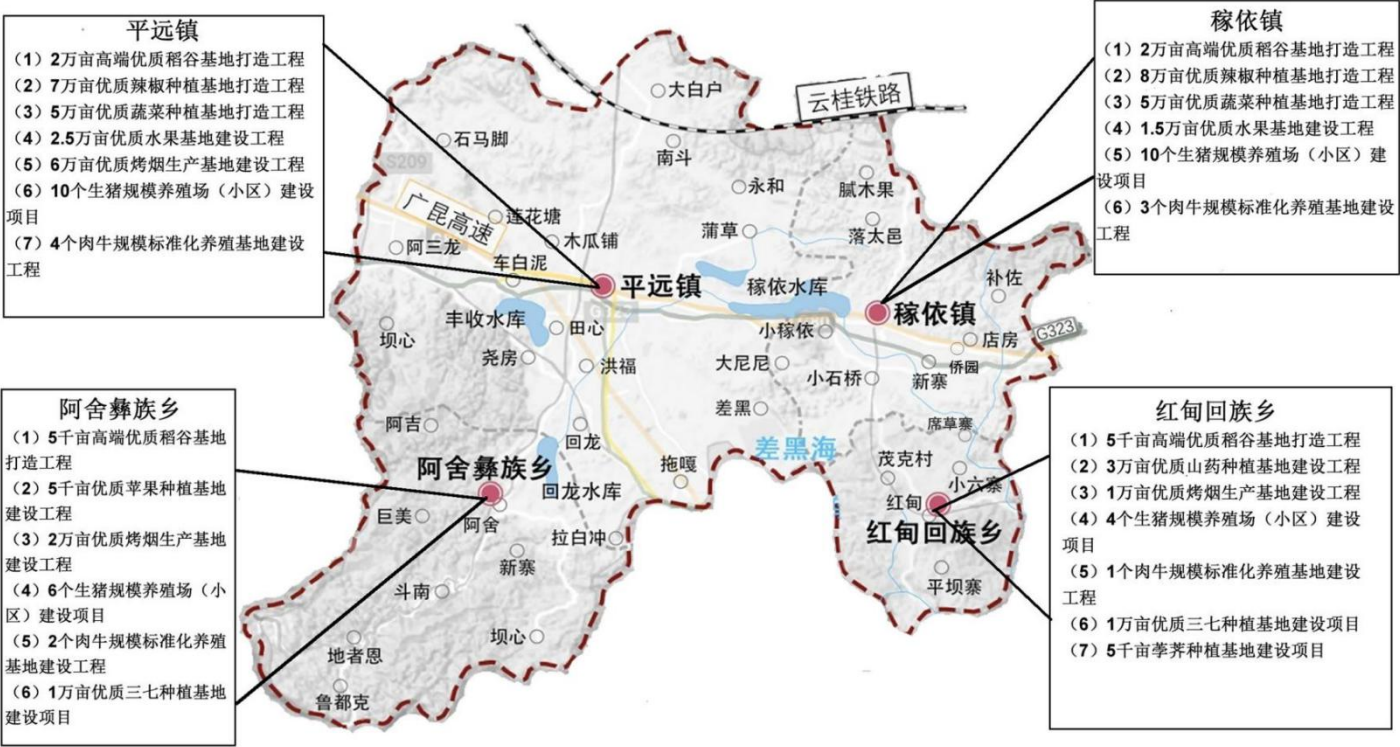 平远镇
（1）2万亩高端优质稻谷基地打造工程
（2）7万亩优质辣椒种植基地打造工程
（3）5万亩优质蔬菜种植基地打造工程
（4）2.5万亩优质水果基地建设工程
（5）6万亩优质烤烟生产基地建设工程
（6）10个生猪规模养殖场（小区）建设
项目
（7）4个肉牛规模标准化养殖基地建设
工程
稼依镇
（1）2万亩高端优质稻谷基地打造工程
（2）8万亩优质辣椒种植基地打造工程
（3）5万亩优质蔬菜种植基地打造工程
（4）1.5万亩优质水果基地建设工程
（5）10个生猪规模养殖场（小区）建
设项目
（6）3个肉牛规模标准化养殖基地建设
工程
大白户
云桂铁路
石马脚
S209
南斗
永和
腻木果
广昆高速
莲花塘
蒲草
落太邑
阿三龙
木瓜铺
车白泥
补佐
平远镇
稼依水库
稼依镇
丰收水库
田心
小稼依
G323
店房
坝心
尧房
洪福
大尼尼
小石桥
新寨
侨园
差黑
阿吉
回龙
席草寨
差黑海
茂克村
阿舍彝族乡
拖嘎
小六寨
回龙水库
红甸
巨美
阿舍
红甸回族乡
拉白冲
新寨
斗南
平坝寨
坝心
地者恩
鲁都克
阿舍彝族乡
（1）5千亩高端优质稻谷基地
打造工程
（2）5千亩优质苹果种植基地
建设工程
（3）2万亩优质烤烟生产基地
建设工程
（4）6个生猪规模养殖场（小
区）建设项目
（5）2个肉牛规模标准化养殖
基地建设工程
（6）1万亩优质三七种植基地
建设项目
红甸回族乡
（1）5千亩高端优质稻谷基地打造工程
（2）3万亩优质山药种植基地建设工程
（3）1万亩优质烤烟生产基地建设工程
（4）4个生猪规模养殖场（小区）建设
项目
（5）1个肉牛规模标准化养殖基地建设
工程
（6）1万亩优质三七种植基地建设项目
（7）5千亩荸荠种植基地建设项目